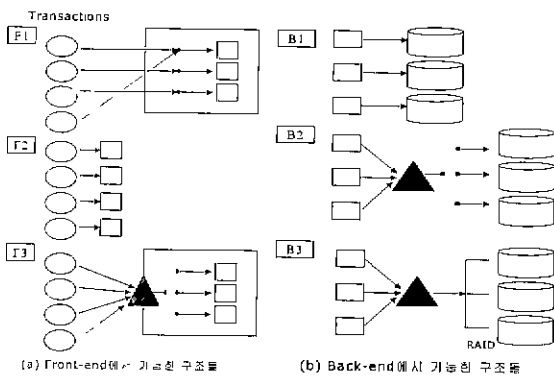 Transactions
F1
F2
F3
(a) Front-end에서 가능한 구조들
B1
B2
B3
RAID
(b) Back-end에서 가능한 구조들